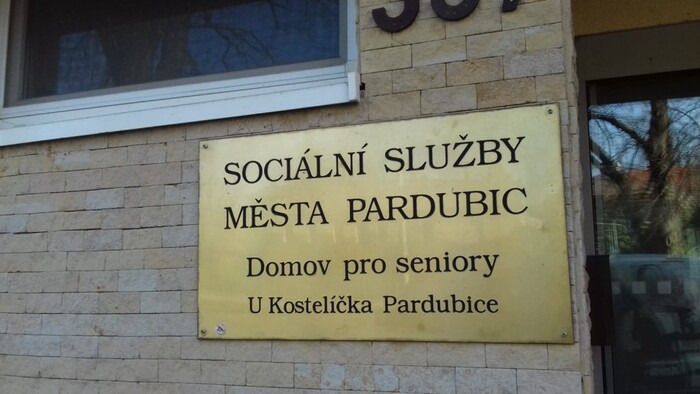 SOCIÁLNÍ SLUŽBY
MĚSTA PARDUBIC
Domov pro seniory
U Kostelíčka Pardubice